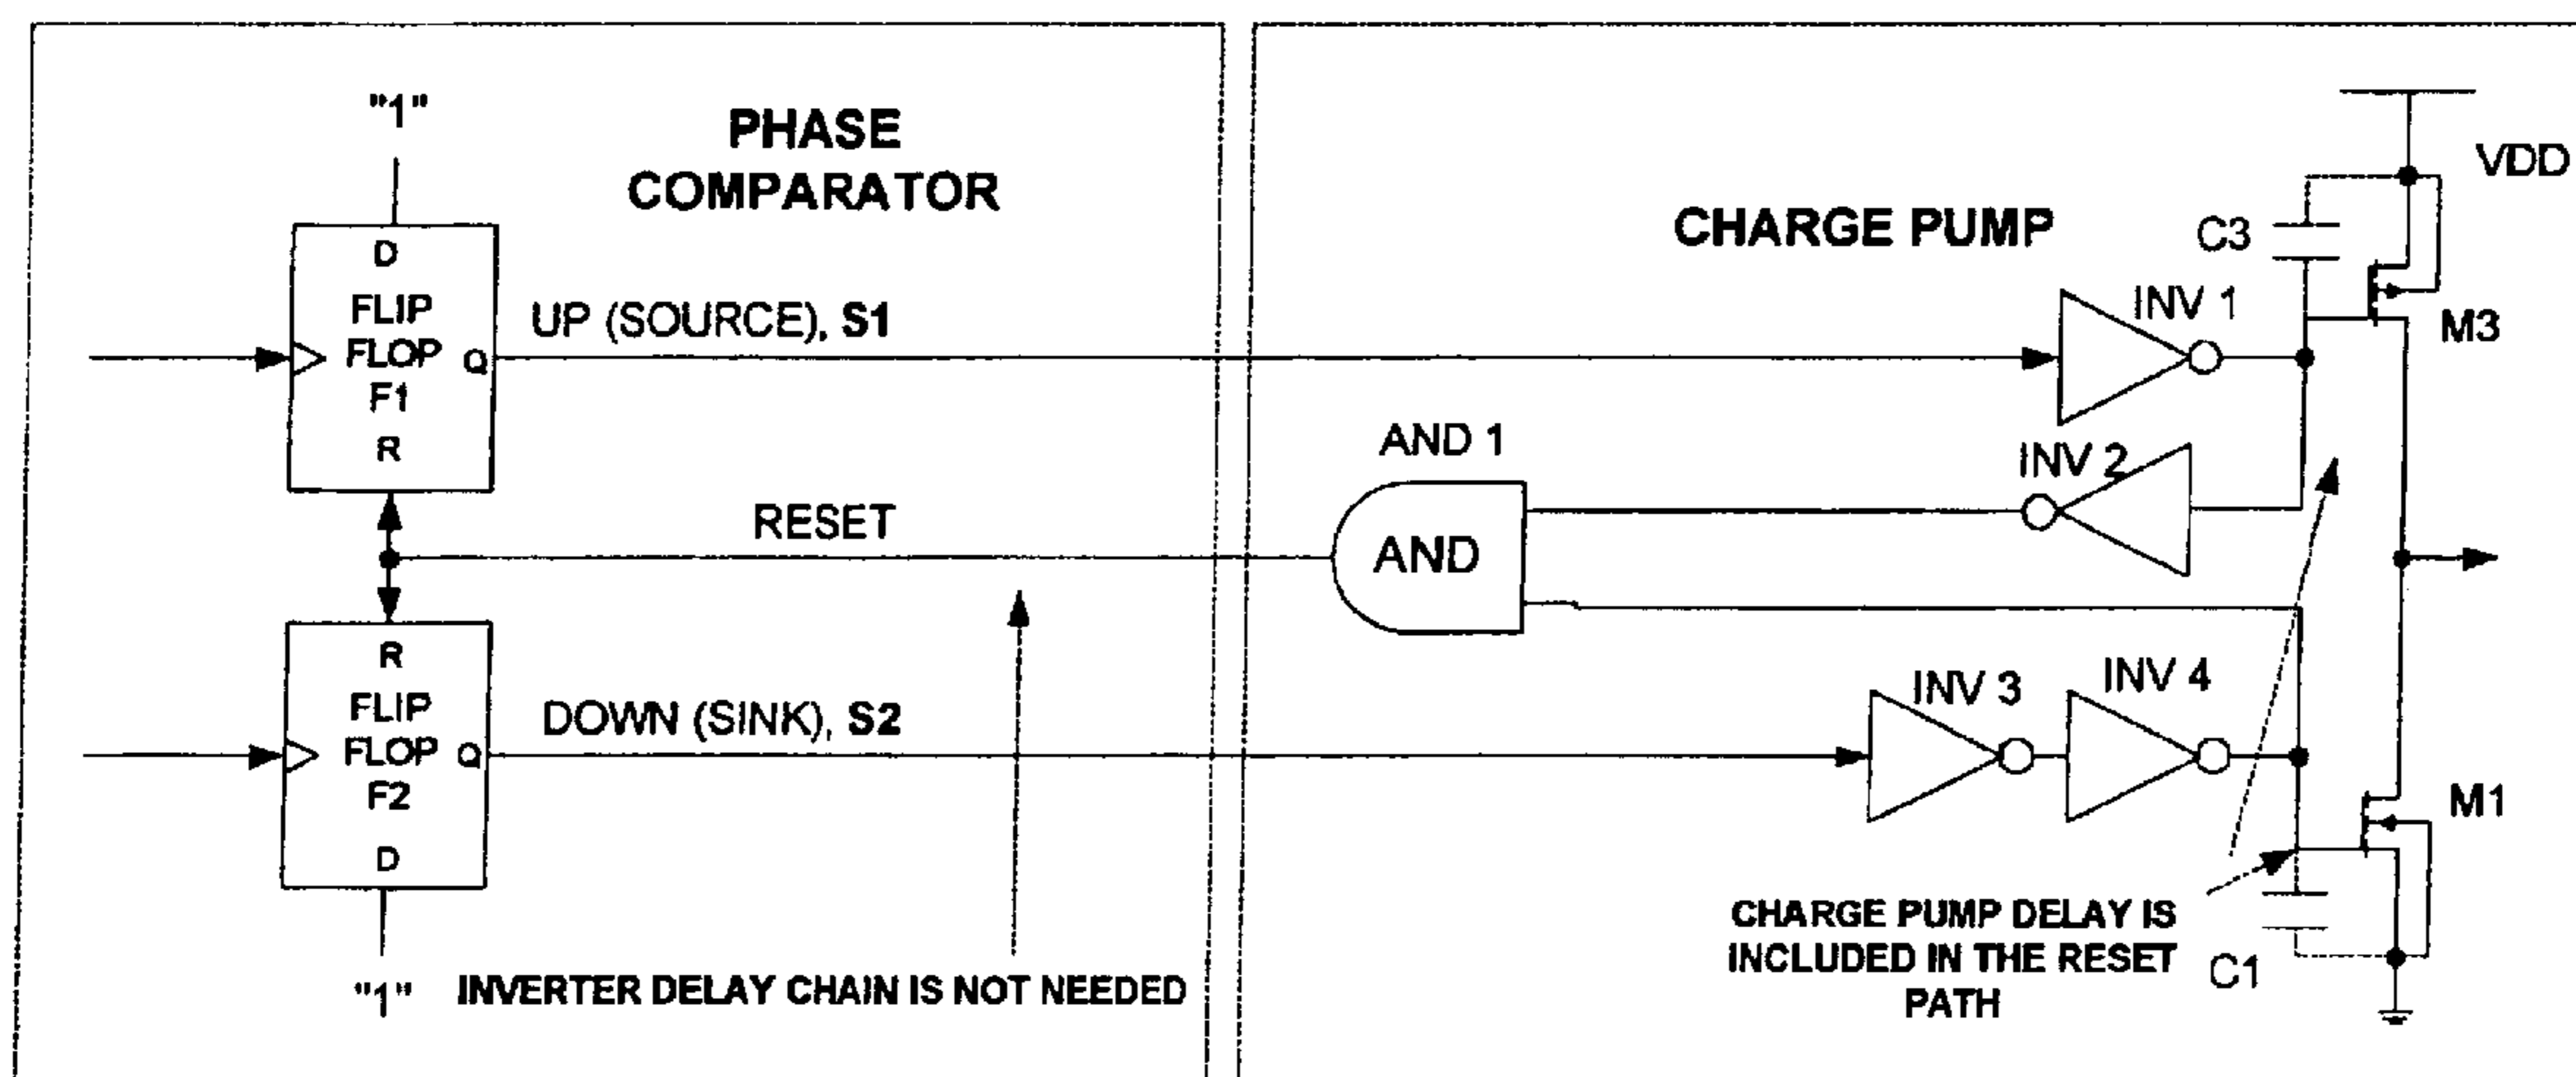 "1"
PHASE
COMPARATOR
D
FLIP
FLOP
F1
Q
R
UP (SOURCE), S1
RESET
R
FLIP
FLOP
F2
Q
D
DOWN (SINK), S2
"1"
INVERTER DELAY CHAIN IS NOT NEEDED
CHARGE PUMP
VDD
C3
M3
INV 1
INV 2
AND 1
AND
INV 3
INV 4
M1
C1
CHARGE PUMP DELAY IS
INCLUDED IN THE RESET
PATH